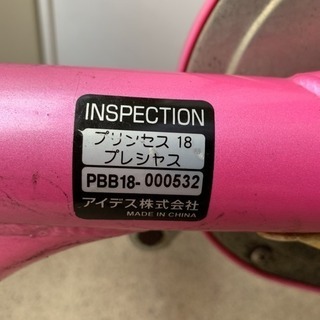 INSPECTION
プリンセス 18
プレシャス
PBB18- 000532
アイデス株式会社
MADE IN CHINA